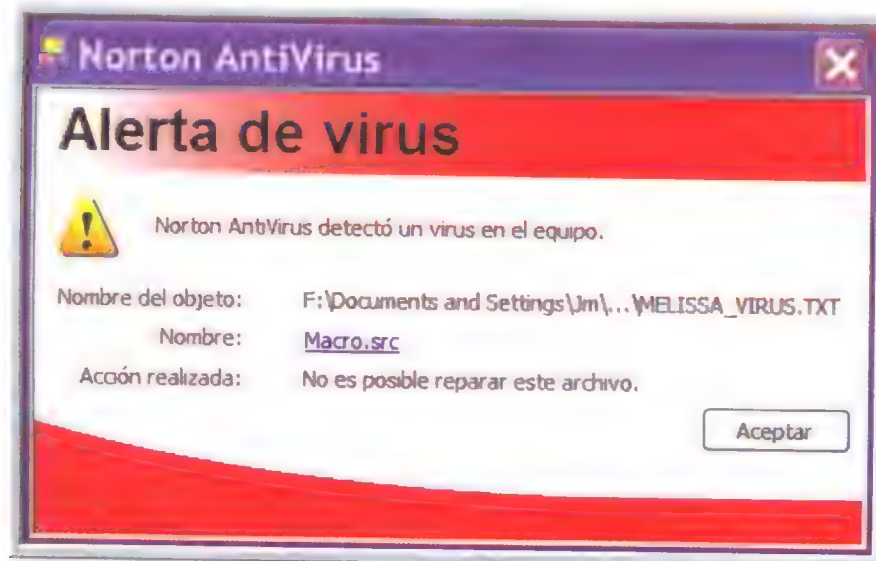 Norton AntiVirus
Alerta de virus
Norton AntiVirus detectó un virus en el equipo.
Nombre del objeto: F:\Documents and Settings\Jm\...\MELISSA_VIRUS.TXT
Nombre: Macro.src
Acción realizada: No es posible reparar este archivo.
Aceptar